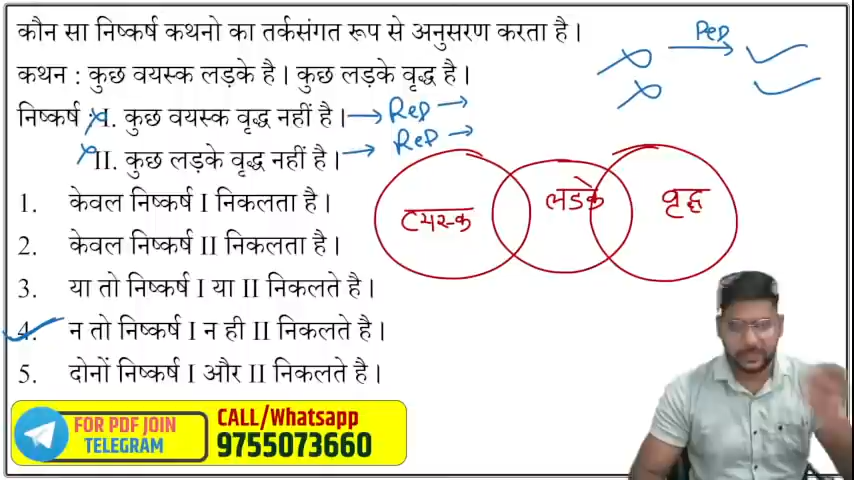 कौन सा निष्कर्ष कथनो का तर्कसंगत रूप से अनुसरण करता है।
कथन : कुछ वयस्क लड़के है। कुछ लड़के वृद्ध है।
निष्कर्ष : I. कुछ वयस्क वृद्ध नहीं है। → Rep →
II. कुछ लड़के वृद्ध नहीं है। → Rep →
Rep
वयस्क लडके वृद्ध
1. केवल निष्कर्ष I निकलता है।
2. केवल निष्कर्ष II निकलता है।
3. या तो निष्कर्ष I या II निकलते है।
4. न तो निष्कर्ष I न ही II निकलते है।
5. दोनों निष्कर्ष I और II निकलते है।
FOR PDF JOIN
TELEGRAM
CALL/Whatsapp
9755073660